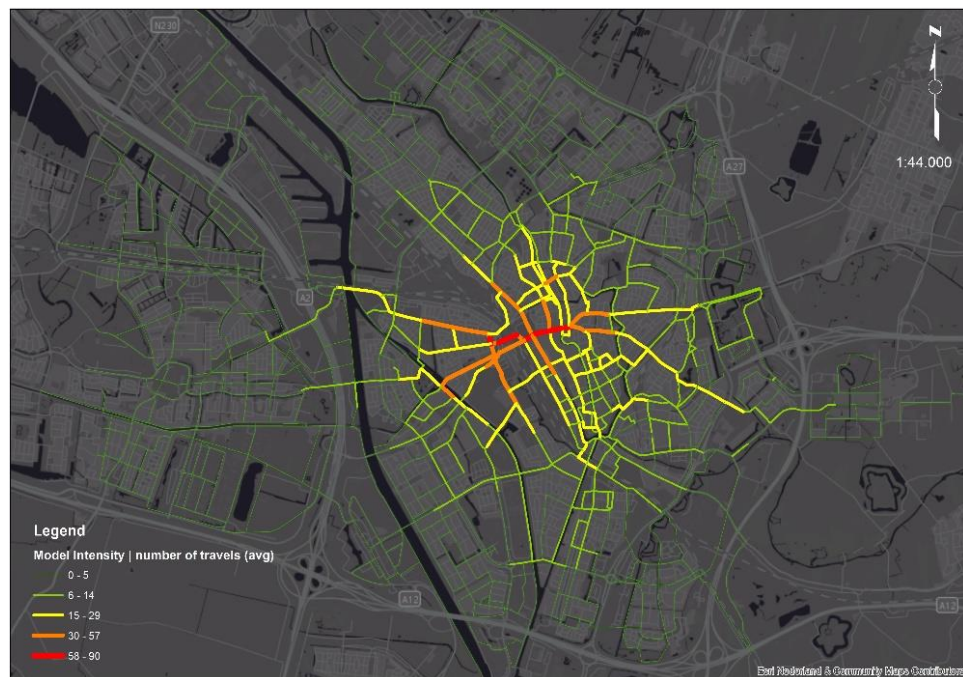 N230
N
A27
1:44.000
A2
Legend
Model Intensity | number of travels (avg)
0 - 5
6 - 14
15 - 29
30 - 57
58 - 90
A12
A12
Esri Nederland & Community Maps Contributors